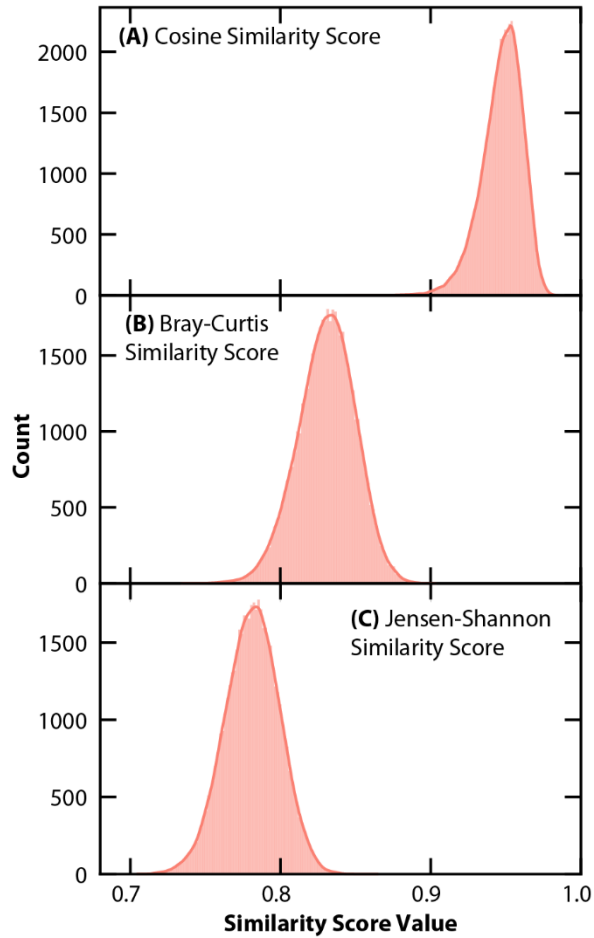 (A) Cosine Similarity Score
2000
1500
1000
500
0
(B) Bray-Curtis
Similarity Score
1500
1000
500
0
Count
(C) Jensen-Shannon
Similarity Score
1500
1000
500
0
0.7 0.8 0.9 1.0
Similarity Score Value